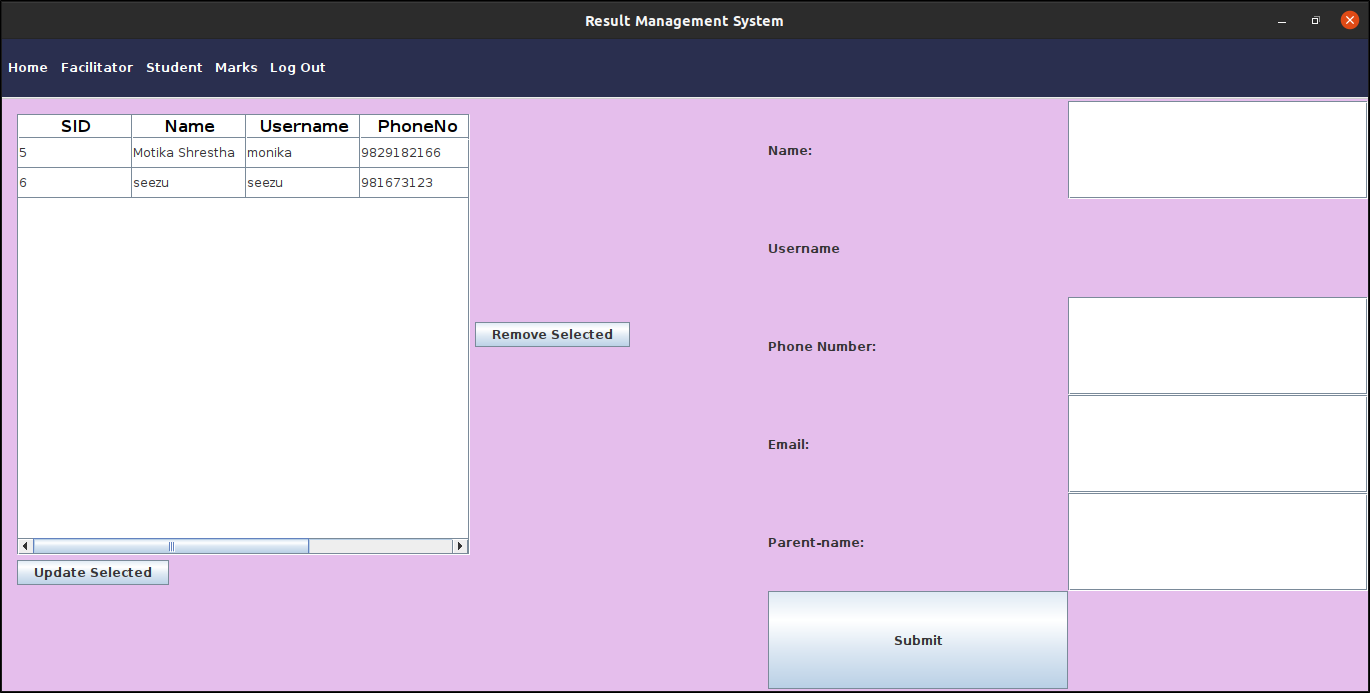 Result Management System
Home Facilitator Student Marks Log Out
SID Name Username PhoneNo
5 Motika Shrestha monika 9829182166
6 seezu seezu 981673123
Remove Selected
Update Selected
Name:
Username
Phone Number:
Email:
Parent-name:
Submit